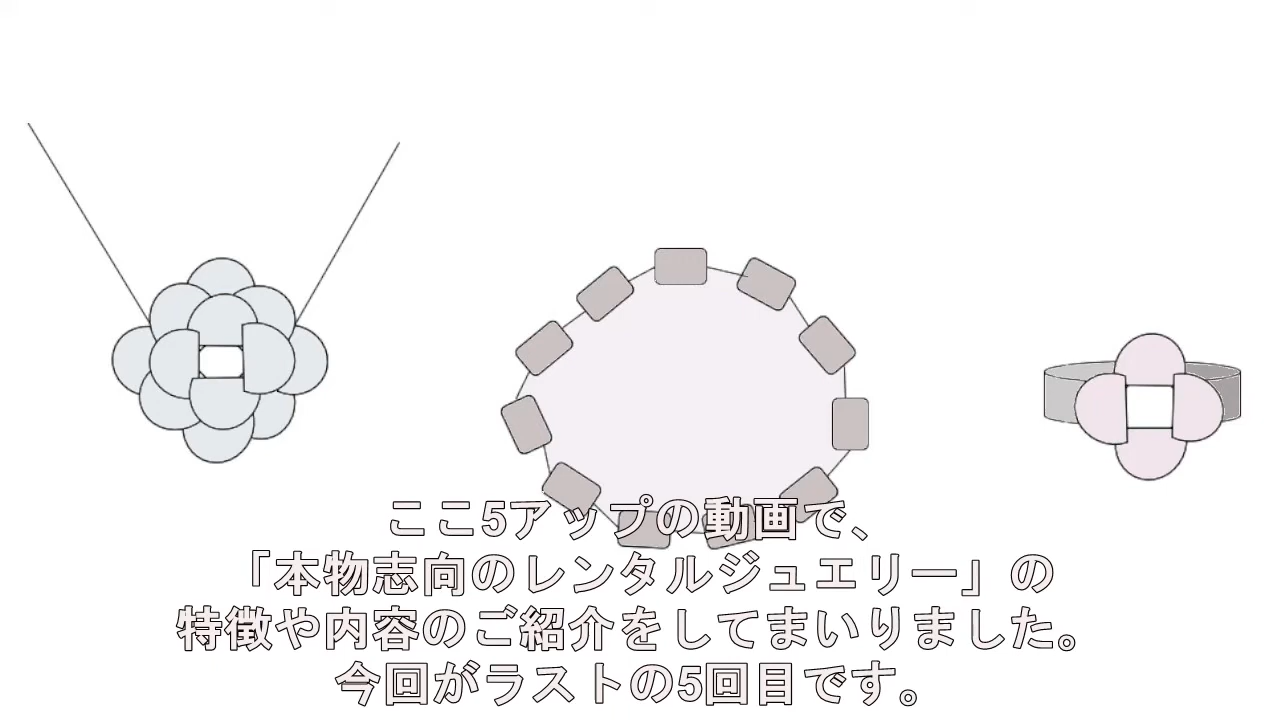 ここ5アップの動画で、
「本物志向のレンタルジュエリー」の
特徴や内容のご紹介をしてまいりました。
今回がラストの5回目です。